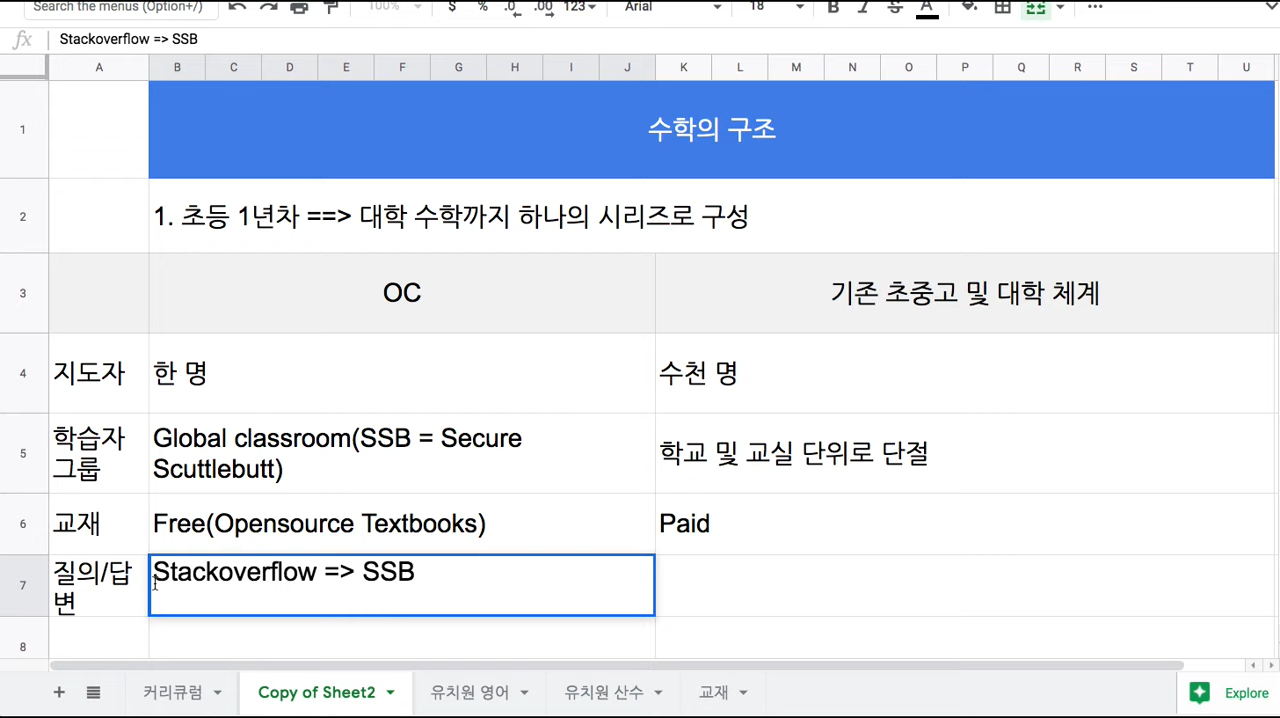 Search the menus (Option+/)
100%
$ % .0 .00 123
Arial
18
B I S A
fx
Stackoverflow => SSB
A B C D E F G H I J K L M N O P Q R S T U
1
수학의 구조
2
1. 초등 1년차 ==> 대학 수학까지 하나의 시리즈로 구성
3
OC
기존 초중고 및 대학 체계
4
지도자
한 명
수천 명
5
학습자
그룹
Global classroom(SSB = Secure
Scuttlebutt)
학교 및 교실 단위로 단절
6
교재
Free(Opensource Textbooks)
Paid
7
질의/답
변
Stackoverflow => SSB
8
커리큐럼
Copy of Sheet2
유치원 영어
유치원 산수
교재
Explore